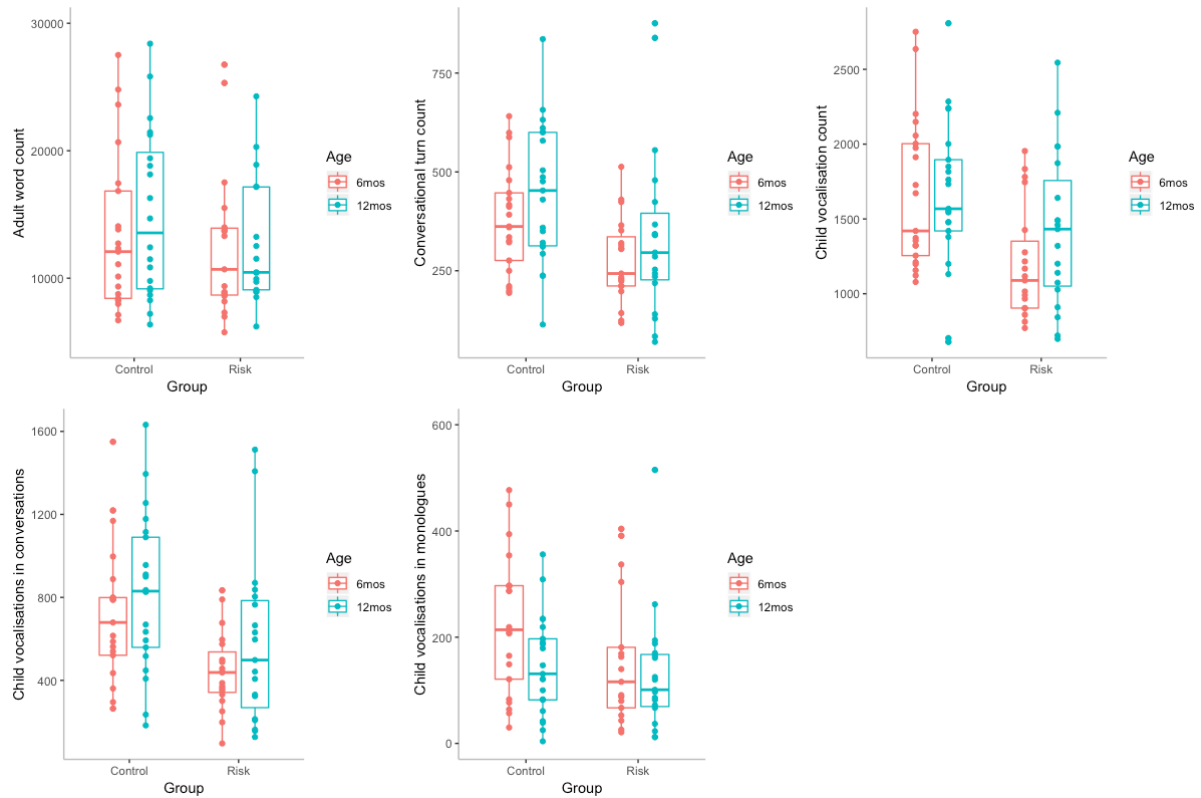 Adult word count
30000
20000
10000
Control
Risk
Group
Age
6mos
12mos
Conversational turn count
750
500
250
Control
Risk
Group
Age
6mos
12mos
Child vocalisation count
2500
2000
1500
1000
Control
Risk
Group
Age
6mos
12mos
Child vocalisations in conversations
1600
1200
800
400
Control
Risk
Group
Age
6mos
12mos
Child vocalisations in monologues
600
400
200
0
Control
Risk
Group
Age
6mos
12mos